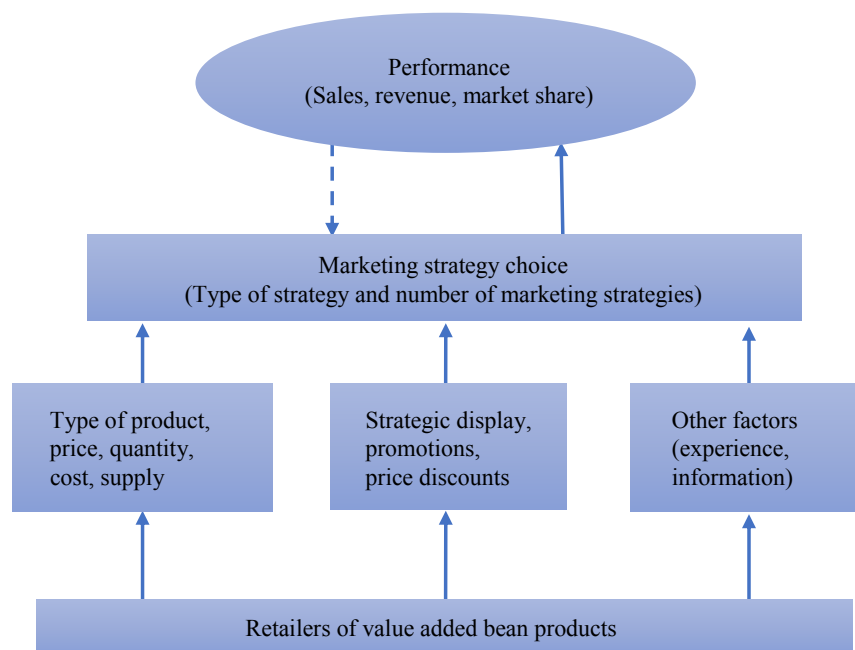 Performance
(Sales, revenue, market share)
Marketing strategy choice
(Type of strategy and number of marketing strategies)
Type of product,
price, quantity,
cost, supply
Strategic display,
promotions,
price discounts
Other factors
(experience,
information)
Retailers of value added bean products